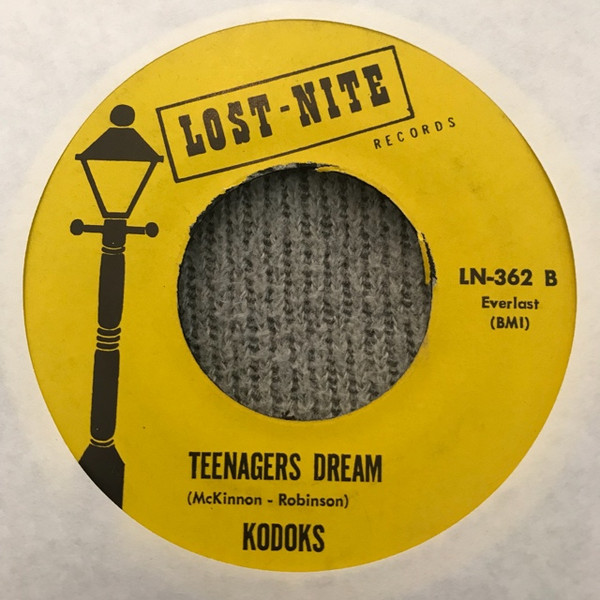 LOST-NITE
RECORDS
LN-362 B
Everlast
(BMI)
TEENAGERS DREAM
(McKinnon - Robinson)
KODOKS